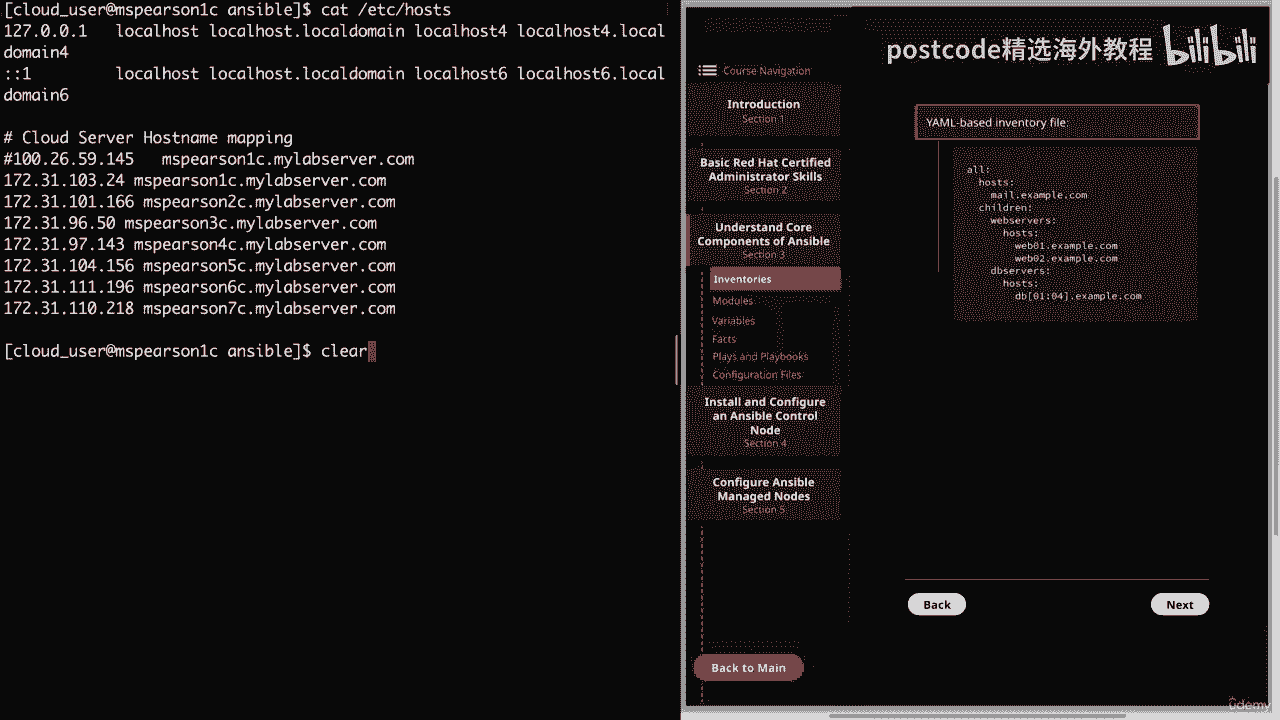 [cloud_user@mspearson1c ansible]$ cat /etc/hosts
127.0.0.1   localhost localhost.localdomain localhost4 localhost4.local
domain4
::1         localhost localhost.localdomain localhost6 localhost6.local
domain6
# Cloud Server Hostname mapping
#100.26.59.145   mspearson1c.mylabserver.com
172.31.103.24 mspearson1c.mylabserver.com
172.31.101.166 mspearson2c.mylabserver.com
172.31.96.50 mspearson3c.mylabserver.com
172.31.97.143 mspearson4c.mylabserver.com
172.31.104.156 mspearson5c.mylabserver.com
172.31.111.196 mspearson6c.mylabserver.com
172.31.110.218 mspearson7c.mylabserver.com
[cloud_user@mspearson1c ansible]$ clear
Course Navigation
Introduction
Section 1
Basic Red Hat Certified
Administrator Skills
Section 2
Understand Core
Components of Ansible
Section 3
Inventories
Modules
Variables
Facts
Plays and Playbooks
Configuration Files
Install and Configure
an Ansible Control
Node
Section 4
Configure Ansible
Managed Nodes
Section 5
Back to Main
postcode精选海外教程 bilibili
YAML-based inventory file
all:
  hosts:
    mail.example.com
  children:
    webservers:
      hosts:
        web01.example.com
        web02.example.com
    dbservers:
      hosts:
        db[01:04].example.com
Back
Next
udemy